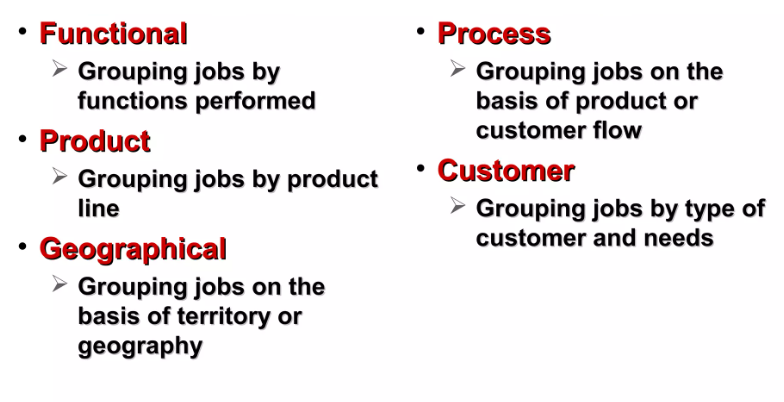 • Functional
➢ Grouping jobs by
functions performed
• Product
➢ Grouping jobs by product
line
• Geographical
➢ Grouping jobs on the
basis of territory or
geography
• Process
➢ Grouping jobs on the
basis of product or
customer flow
• Customer
➢ Grouping jobs by type of
customer and needs